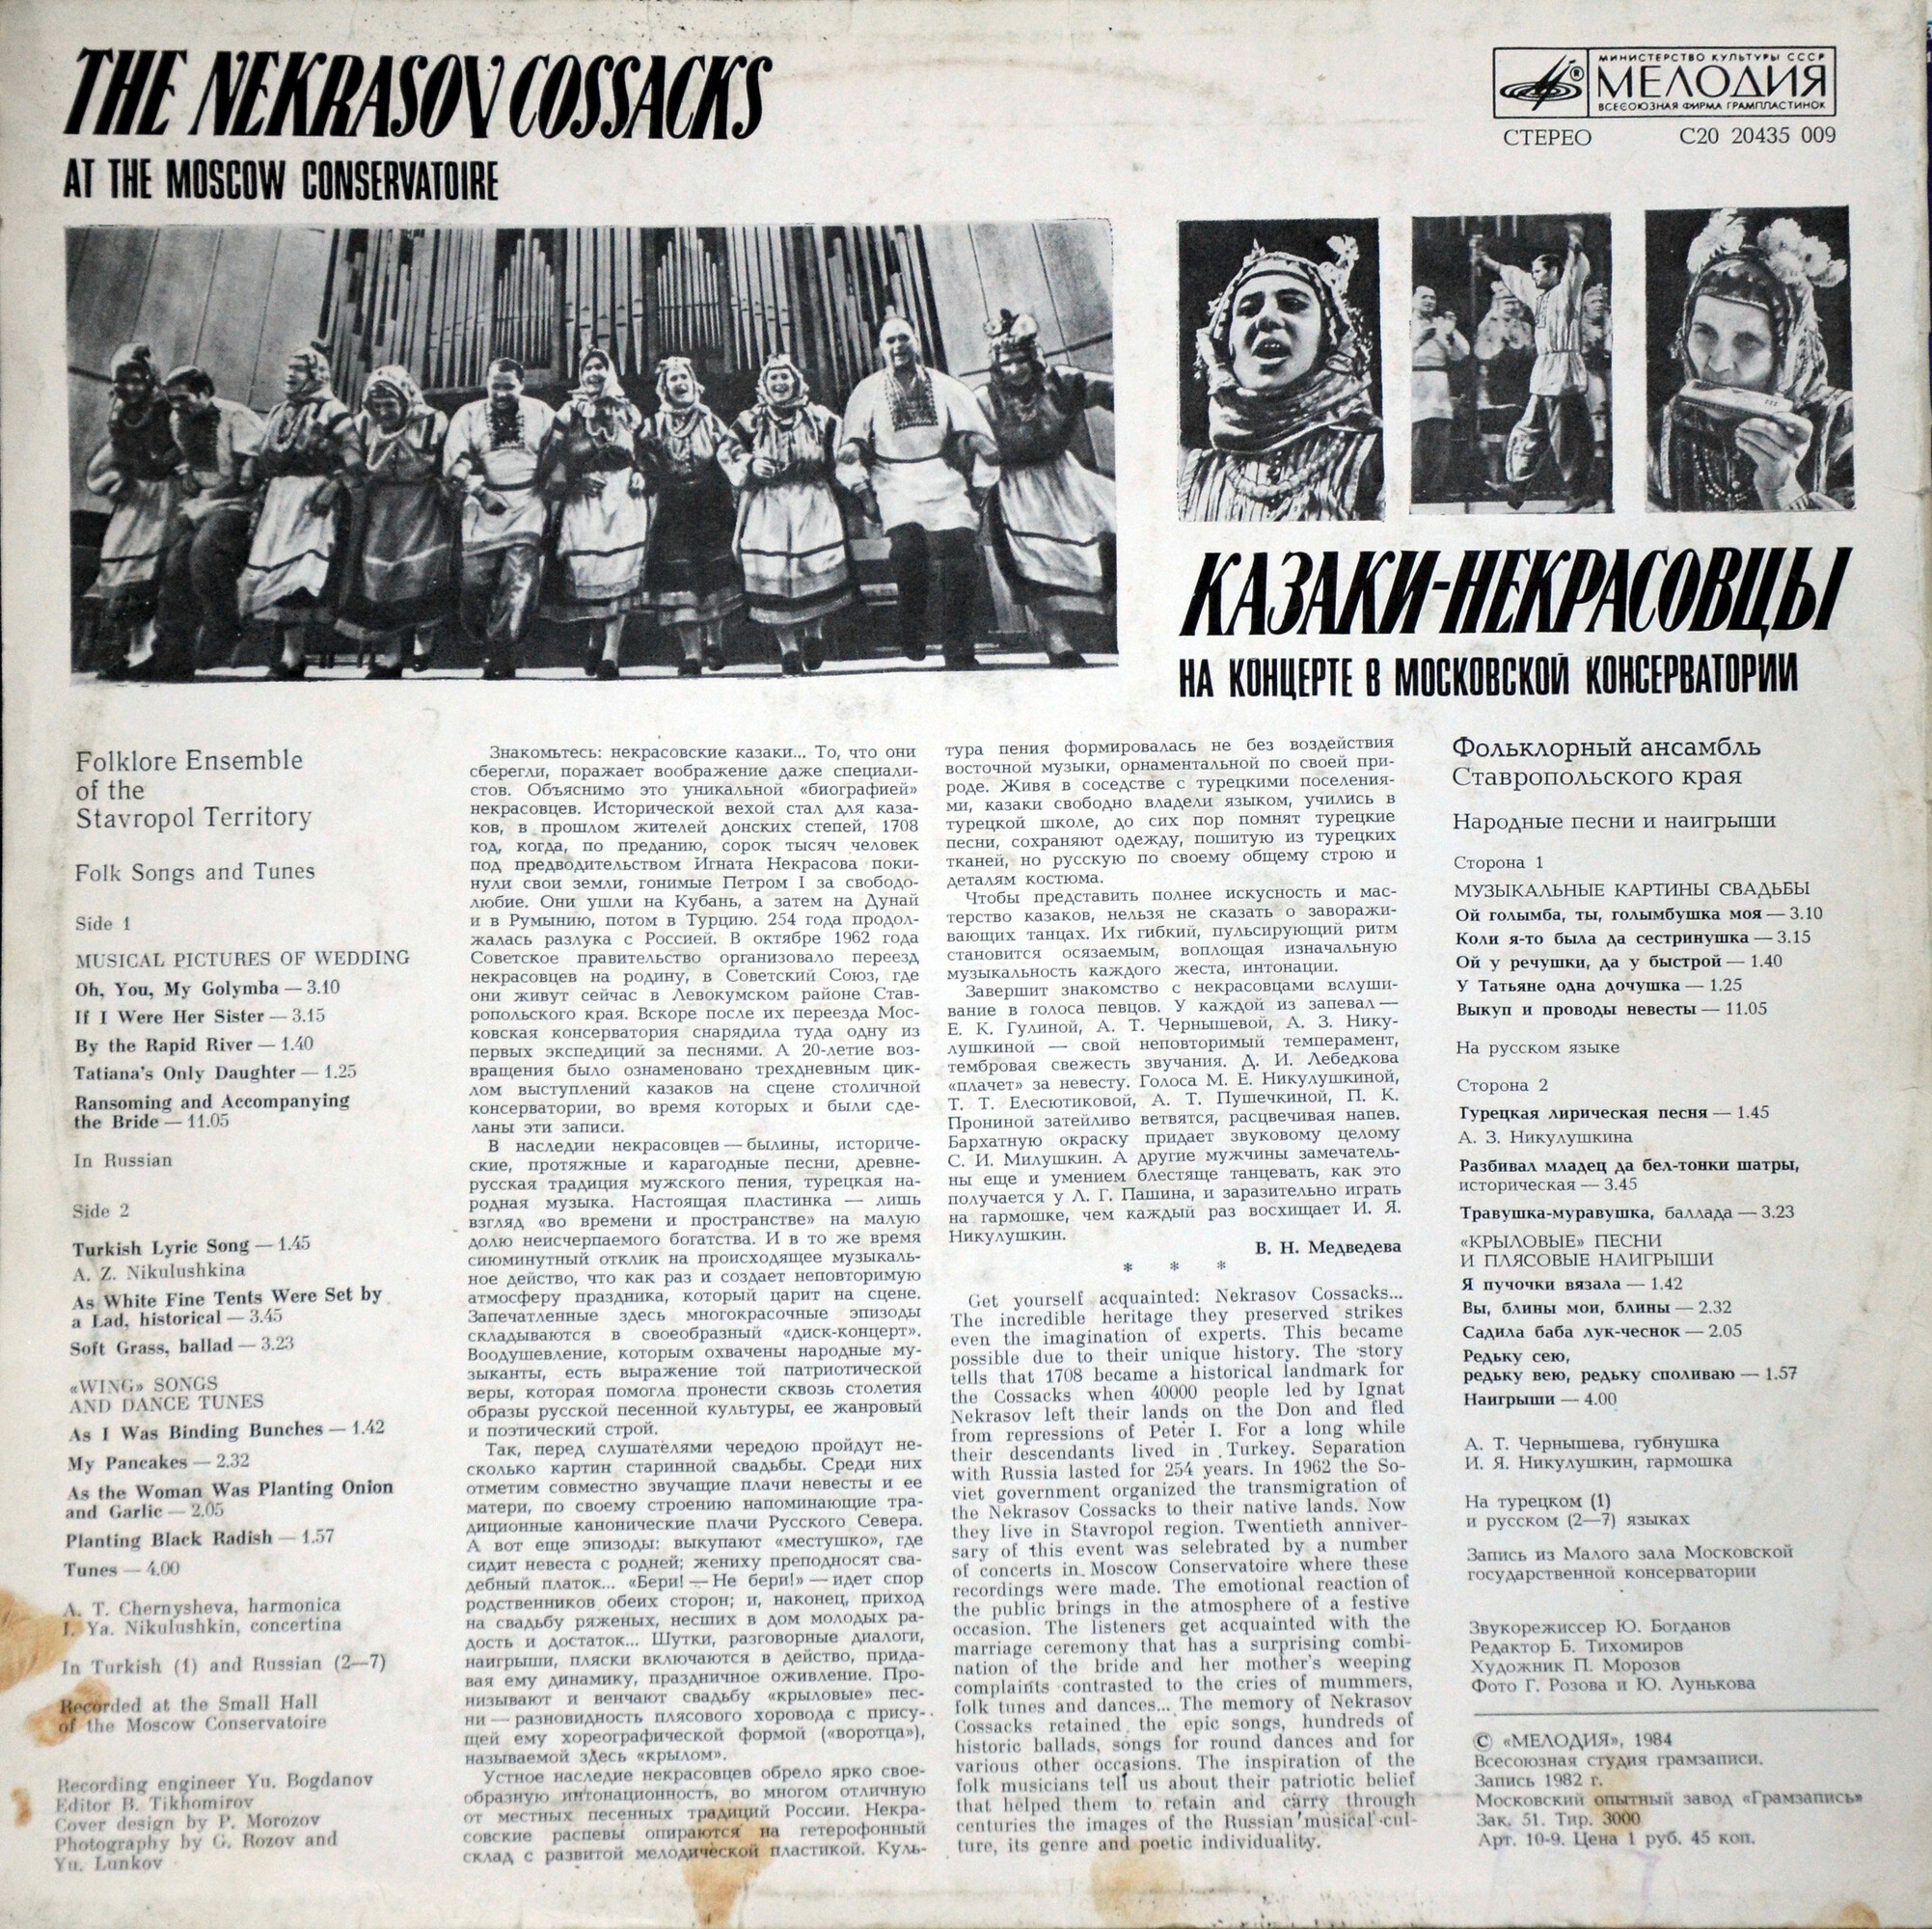 THE NEKRASOV COSSACKS
AT THE MOSCOW CONSERVATOIRE
МИНИСТЕРСТВО КУЛЬТУРЫ СССР
МЕЛОДИЯ
ВСЕСОЮЗНАЯ ФИРМА ГРАМПЛАСТИНОК
СТЕРЕО С20 20435 009
КАЗАКИ-НЕКРАСОВЦЫ
НА КОНЦЕРТЕ В МОСКОВСКОЙ КОНСЕРВАТОРИИ
Folklore Ensemble
of the
Stavropol Territory
Folk Songs and Tunes
Side 1
MUSICAL PICTURES OF WEDDING
Oh, You, My Golymba — 3.10
If I Were Her Sister — 3.15
By the Rapid River — 1.40
Tatiana's Only Daughter — 1.25
Ransoming and Accompanying
the Bride — 11.05
In Russian
Side 2
Turkish Lyric Song — 1.45
A. Z. Nikulushkina
As White Fine Tents Were Set by
a Lad, historical — 3.45
Soft Grass, ballad — 3.23
«WING» SONGS
AND DANCE TUNES
As I Was Binding Bunches — 1.42
My Pancakes — 2.32
As the Woman Was Planting Onion
and Garlic — 2.05
Planting Black Radish — 1.57
Tunes — 4.00
A. T. Chernysheva, harmonica
I. Ya. Nikulushkin, concertina
In Turkish (1) and Russian (2—7)
Recorded at the Small Hall
of the Moscow Conservatoire
Recording engineer Yu. Bogdanov
Editor B. Tikhomirov
Cover design by P. Morozov
Photography by G. Rozov and
Yu. Lunkov
Знакомьтесь: некрасовские казаки... То, что они
сберегли, поражает воображение даже специали-
стов. Объяснимо это уникальной «биографией»
некрасовцев. Исторической вехой стал для каза-
ков, в прошлом жителей донских степей, 1708
год, когда, по преданию, сорок тысяч человек
под предводительством Игната Некрасова поки-
нули свои земли, гонимые Петром I за свободо-
любие. Они ушли на Кубань, а затем на Дунай
и в Румынию, потом в Турцию. 254 года продол-
жалась разлука с Россией. В октябре 1962 года
Советское правительство организовало переезд
некрасовцев на родину, в Советский Союз, где
они живут сейчас в Левокумском районе Став-
ропольского края. Вскоре после их переезда Мос-
ковская консерватория снарядила туда одну из
первых экспедиций за песнями. А 20-летие воз-
вращения было ознаменовано трехдневным цик-
лом выступлений казаков на сцене столичной
консерватории, во время которых и были сде-
ланы эти записи.
В наследии некрасовцев — былины, историче-
ские, протяжные и карагодные песни, древне-
русская традиция мужского пения, турецкая на-
родная музыка. Настоящая пластинка — лишь
взгляд «во времени и пространстве» на малую
долю неисчерпаемого богатства. И в то же время
сиюминутный отклик на происходящее музыкаль-
ное действо, что как раз и создает неповторимую
атмосферу праздника, который царит на сцене.
Запечатленные здесь многокрасочные эпизоды
складываются в своеобразный «диск-концерт».
Воодушевление, которым охвачены народные му-
зыканты, есть выражение той патриотической
веры, которая помогла пронести сквозь столетия
образы русской песенной культуры, ее жанровый
и поэтический строй.
Так, перед слушателями чередою пройдут не-
сколько картин старинной свадьбы. Среди них
отметим совместно звучащие плачи невесты и ее
матери, по своему строению напоминающие тра-
диционные канонические плачи Русского Севера.
А вот еще эпизоды: выкупают «местушко», где
сидит невеста с родней; жениху преподносят сва-
дебный платок... «Бери! — Не бери!» — идет спор
родственников обеих сторон; и, наконец, приход
на свадьбу ряженых, несших в дом молодых ра-
дость и достаток... Шутки, разговорные диалоги,
наигрыши, пляски включаются в действо, прида-
вая ему динамику, праздничное оживление. Про-
низывают и венчают свадьбу «крыловые» пес-
ни — разновидность плясового хоровода с прису-
щей ему хореографической формой («воротца»),
называемой здесь «крылом».
Устное наследие некрасовцев обрело ярко свое-
образную интонационность, во многом отличную
от местных песенных традиций России. Некра-
совские распевы опираются на гетерофонный
склад с развитой мелодической пластикой. Куль-
тура пения формировалась не без воздействия
восточной музыки, орнаментальной по своей при-
роде. Живя в соседстве с турецкими поселения-
ми, казаки свободно владели языком, учились в
турецкой школе, до сих пор помнят турецкие
песни, сохраняют одежду, пошитую из турецких
тканей, но русскую по своему общему строю и
деталям костюма.
Чтобы представить полнее искусность и мас-
терство казаков, нельзя не сказать о заворажи-
вающих танцах. Их гибкий, пульсирующий ритм
становится осязаемым, воплощая изначальную
музыкальность каждого жеста, интонации.
Завершит знакомство с некрасовцами вслуши-
вание в голоса певцов. У каждой из запевал —
Е. К. Гулиной, А. Т. Чернышевой, А. З. Нику-
лушкиной — свой неповторимый темперамент,
тембровая свежесть звучания. Д. И. Лебедкова
«плачет» за невесту. Голоса М. Е. Никулушкиной,
Т. Т. Елесютиковой, А. Т. Пушечкиной, П. К.
Прониной затейливо ветвятся, расцвечивая напев.
Бархатную окраску придает звуковому целому
С. И. Милушкин. А другие мужчины замечатель-
ны еще и умением блестяще танцевать, как это
получается у Л. Г. Пашина, и заразительно играть
на гармошке, чем каждый раз восхищает И. Я.
Никулушкин.
В. Н. Медведева
* * *
Get yourself acquainted: Nekrasov Cossacks...
The incredible heritage they preserved strikes
even the imagination of experts. This became
possible due to their unique history. The story
tells that 1708 became a historical landmark for
the Cossacks when 40000 people led by Ignat
Nekrasov left their lands on the Don and fled
from repressions of Peter I. For a long while
their descendants lived in Turkey. Separation
with Russia lasted for 254 years. In 1962 the So-
viet government organized the transmigration of
the Nekrasov Cossacks to their native lands. Now
they live in Stavropol region. Twentieth anniver-
sary of this event was selebrated by a number
of concerts in Moscow Conservatoire where these
recordings were made. The emotional reaction of
the public brings in the atmosphere of a festive
occasion. The listeners get acquainted with the
marriage ceremony that has a surprising combi-
nation of the bride and her mother's weeping
complaints contrasted to the cries of mummers,
folk tunes and dances... The memory of Nekrasov
Cossacks retained the epic songs, hundreds of
historic ballads, songs for round dances and for
various other occasions. The inspiration of the
folk musicians tell us about their patriotic belief
that helped them to retain and carry through
centuries the images of the Russian musical cul-
ture, its genre and poetic individuality.
Фольклорный ансамбль
Ставропольского края
Народные песни и наигрыши
Сторона 1
МУЗЫКАЛЬНЫЕ КАРТИНЫ СВАДЬБЫ
Ой голымба, ты, голымбушка моя — 3.10
Коли я-то была да сестринушка — 3.15
Ой у речушки, да у быстрой — 1.40
У Татьяне одна дочушка — 1.25
Выкуп и проводы невесты — 11.05
На русском языке
Сторона 2
Турецкая лирическая песня — 1.45
А. З. Никулушкина
Разбивал младец да бел-тонки шатры,
историческая — 3.45
Травушка-муравушка, баллада — 3.23
«КРЫЛОВЫЕ» ПЕСНИ
И ПЛЯСОВЫЕ НАИГРЫШИ
Я пучочки вязала — 1.42
Вы, блины мои, блины — 2.32
Садила баба лук-чеснок — 2.05
Редьку сею,
редьку вею, редьку споливаю — 1.57
Наигрыши — 4.00
А. Т. Чернышева, губнушка
И. Я. Никулушкин, гармошка
На турецком (1)
и русском (2—7) языках
Запись из Малого зала Московской
государственной консерватории
Звукорежиссер Ю. Богданов
Редактор Б. Тихомиров
Художник П. Морозов
Фото Г. Розова и Ю. Лунькова
© «МЕЛОДИЯ», 1984
Всесоюзная студия грамзаписи.
Запись 1982 г.
Московский опытный завод «Грамзапись»
Зак. 51. Тир. 3000
Арт. 10-9. Цена 1 руб. 45 коп.